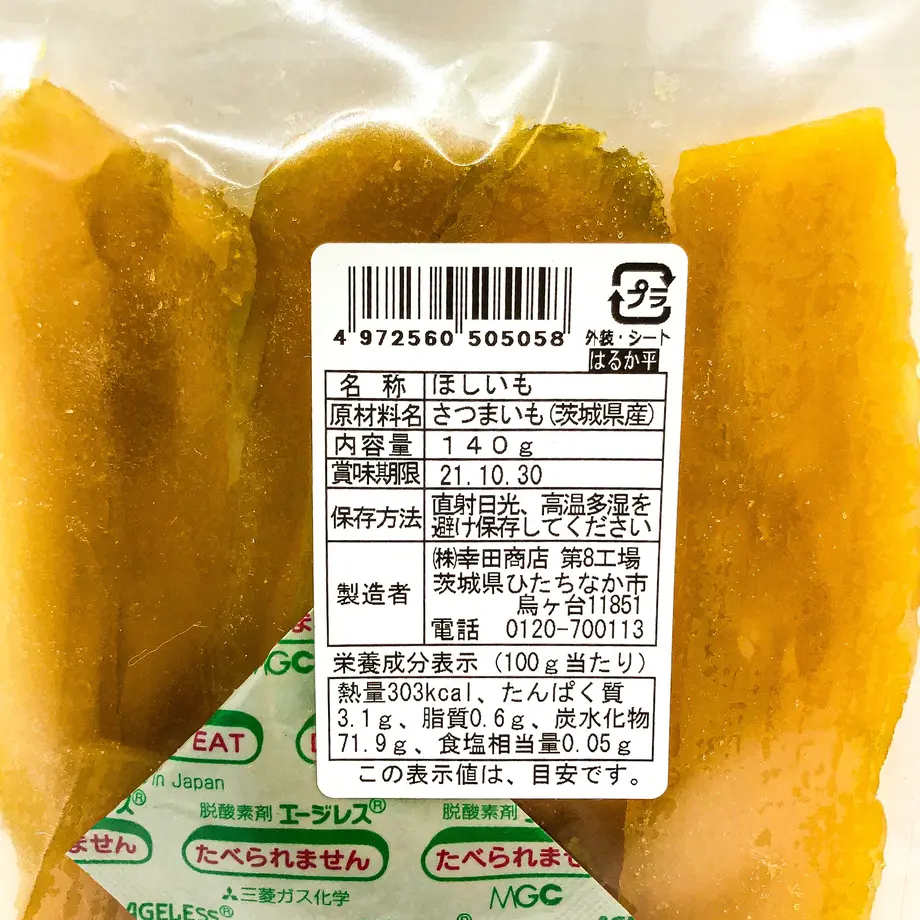 4 972560 505058
プラ
外装・シート
はるか平
名 称 ほしいも
原材料名 さつまいも(茨城県産)
内容量 140g
賞味期限 21.10.30
保存方法 直射日光、高温多湿を
避け保存してください
製造者 ㈱幸田商店 第8工場
茨城県ひたちなか市
烏ヶ台11851
電話 0120-700113
栄養成分表示(100g当たり)
熱量303kcal、たんぱく質
3.1g、脂質0.6g、炭水化物
71.9g、食塩相当量0.05g
この表示値は、目安です。
MGC
EAT
in Japan
脱酸素剤 エージレス® 脱酸素剤
ません たべられません たべられませ
三菱ガス化学 MGC
AGELESS®